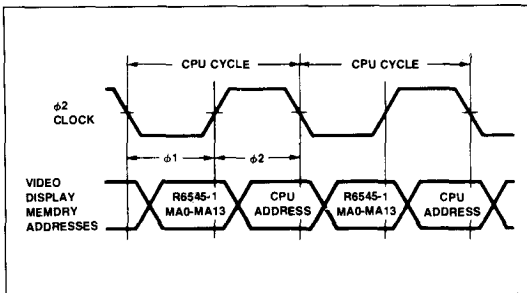 CPU CYCLE CPU CYCLE
ϕ2
CLOCK
ϕ1 ϕ2
VIDEO
DISPLAY
MEMORY
ADDRESSES
R6545-1
MA0-MA13
CPU
ADDRESS
R6545-1
MA0-MA13
CPU
ADDRESS